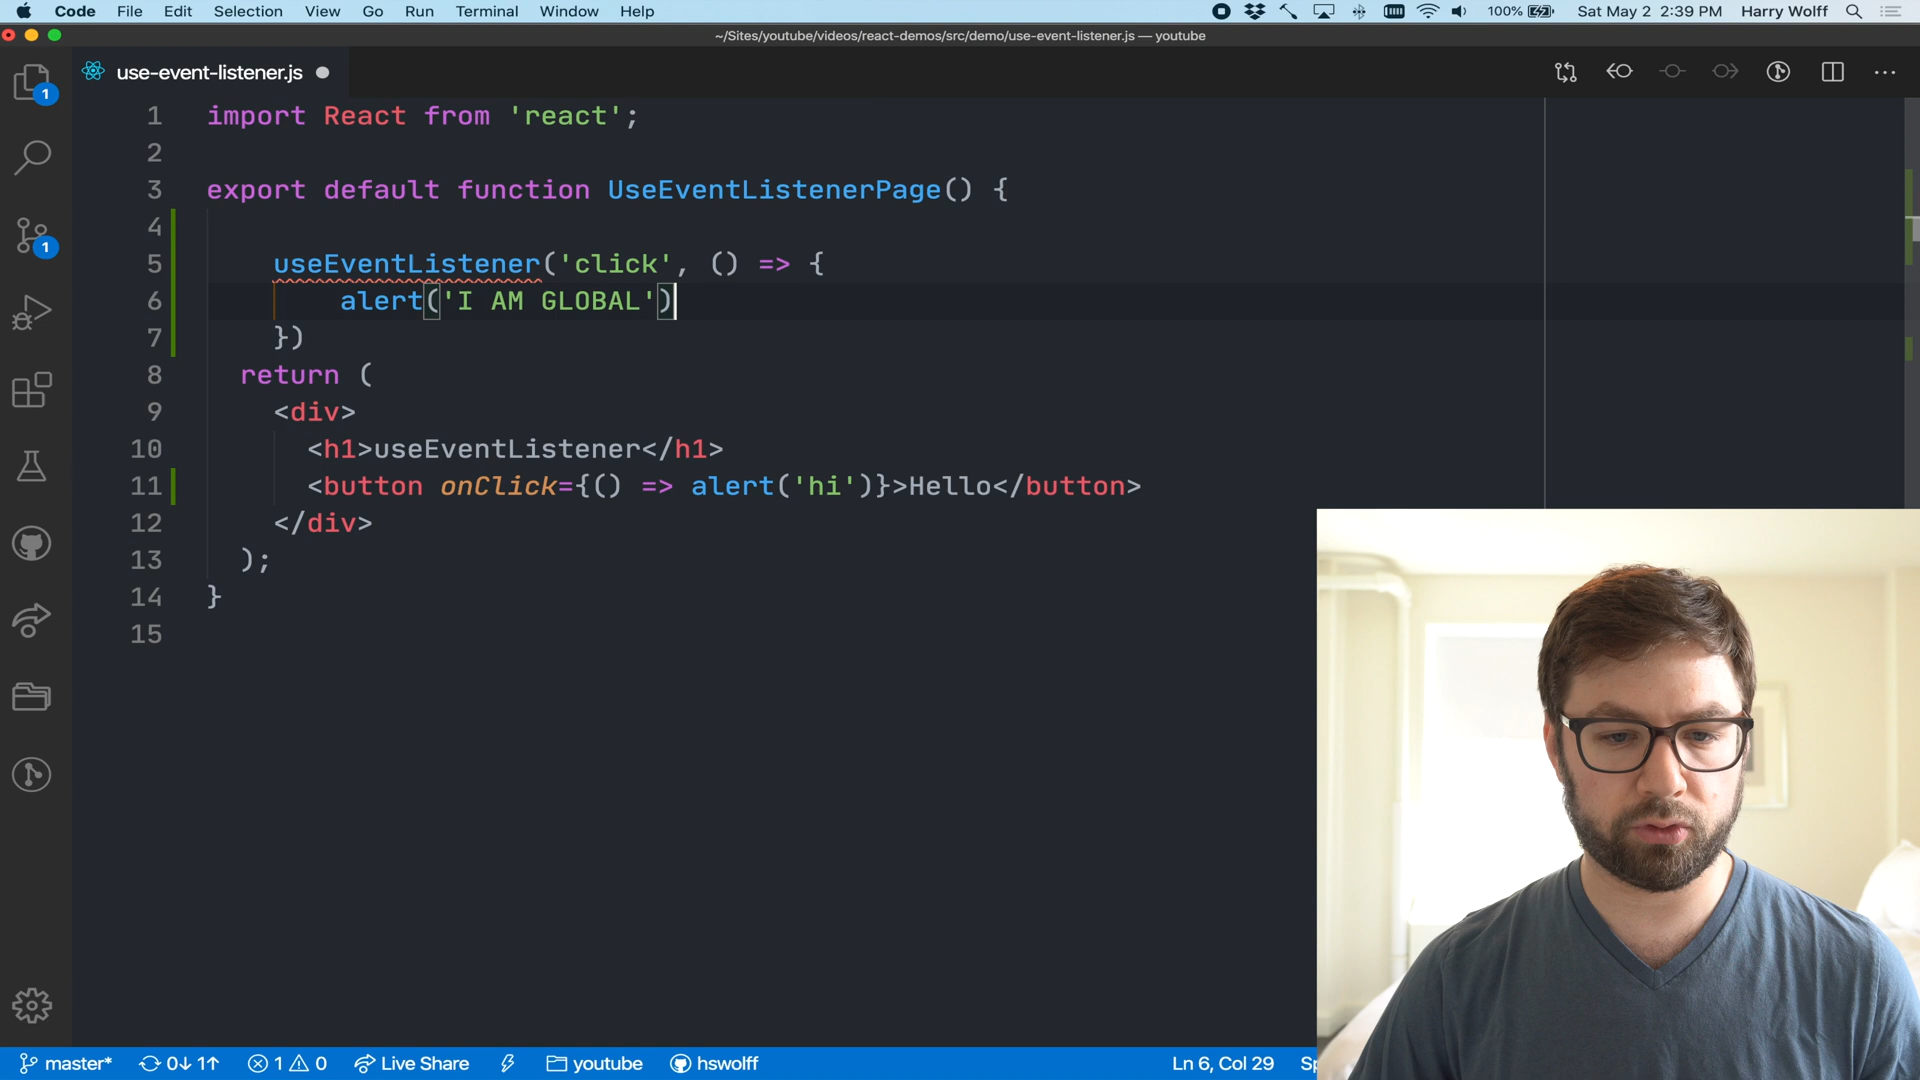 Code File Edit Selection View Go Run Terminal Window Help 100% Sat May 2 2:39 PM Harry Wolff
~/Sites/youtube/videos/react-demos/src/demo/use-event-listener.js — youtube
use-event-listener.js
1 import React from 'react';
2
3 export default function UseEventListenerPage() {
4
5 useEventListener('click', () => {
6 alert('I AM GLOBAL')
7 })
8 return (
9 <div>
10 <h1>useEventListener</h1>
11 <button onClick={() => alert('hi')}>Hello</button>
12 </div>
13 );
14 }
15
1
1
master* 0↓ 1↑ 1 0 Live Share youtube hswolff Ln 6, Col 29 Sp